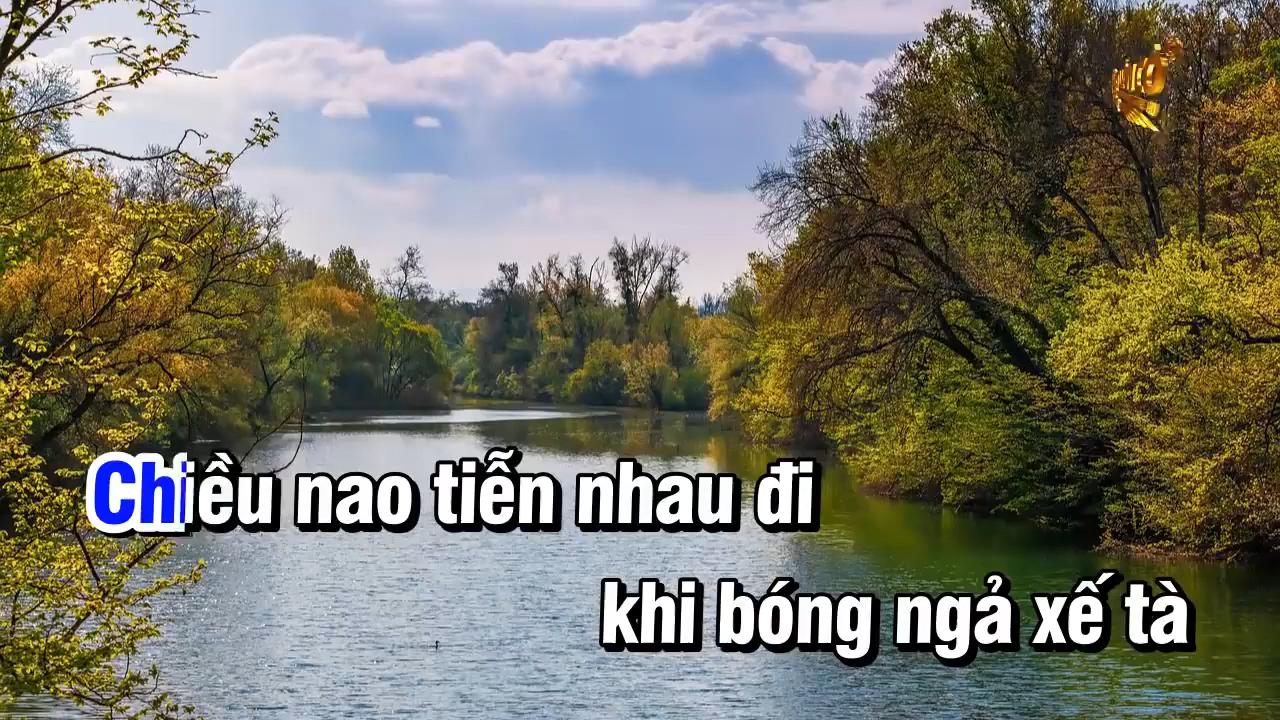 Chiều nao tiễn nhau đi
khi bóng ngả xế tà